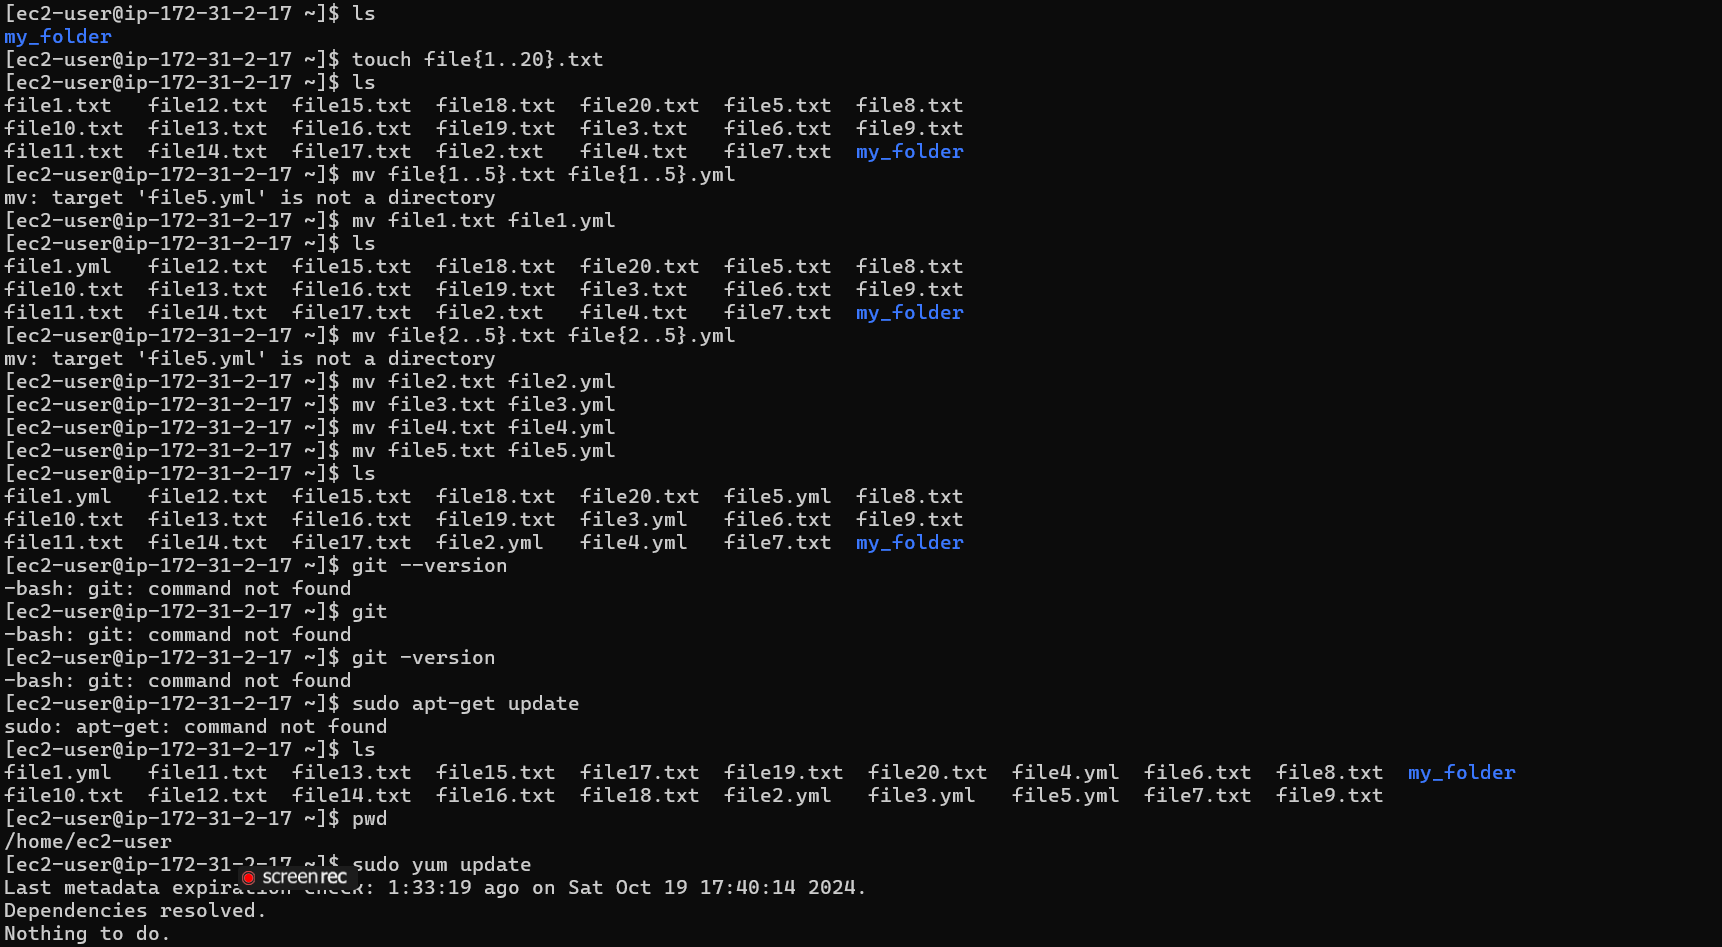 [ec2-user@ip-172-31-2-17 ~]$ ls
my_folder
[ec2-user@ip-172-31-2-17 ~]$ touch file{1..20}.txt
[ec2-user@ip-172-31-2-17 ~]$ ls
file1.txt   file12.txt  file15.txt  file18.txt  file20.txt  file5.txt  file8.txt
file10.txt  file13.txt  file16.txt  file19.txt  file3.txt   file6.txt  file9.txt
file11.txt  file14.txt  file17.txt  file2.txt   file4.txt   file7.txt  my_folder
[ec2-user@ip-172-31-2-17 ~]$ mv file{1..5}.txt file{1..5}.yml
mv: target 'file5.yml' is not a directory
[ec2-user@ip-172-31-2-17 ~]$ mv file1.txt file1.yml
[ec2-user@ip-172-31-2-17 ~]$ ls
file1.yml   file12.txt  file15.txt  file18.txt  file20.txt  file5.txt  file8.txt
file10.txt  file13.txt  file16.txt  file19.txt  file3.txt   file6.txt  file9.txt
file11.txt  file14.txt  file17.txt  file2.txt   file4.txt   file7.txt  my_folder
[ec2-user@ip-172-31-2-17 ~]$ mv file{2..5}.txt file{2..5}.yml
mv: target 'file5.yml' is not a directory
[ec2-user@ip-172-31-2-17 ~]$ mv file2.txt file2.yml
[ec2-user@ip-172-31-2-17 ~]$ mv file3.txt file3.yml
[ec2-user@ip-172-31-2-17 ~]$ mv file4.txt file4.yml
[ec2-user@ip-172-31-2-17 ~]$ mv file5.txt file5.yml
[ec2-user@ip-172-31-2-17 ~]$ ls
file1.yml   file12.txt  file15.txt  file18.txt  file20.txt  file5.yml  file8.txt
file10.txt  file13.txt  file16.txt  file19.txt  file3.yml   file6.txt  file9.txt
file11.txt  file14.txt  file17.txt  file2.yml   file4.yml   file7.txt  my_folder
[ec2-user@ip-172-31-2-17 ~]$ git --version
-bash: git: command not found
[ec2-user@ip-172-31-2-17 ~]$ git
-bash: git: command not found
[ec2-user@ip-172-31-2-17 ~]$ git -version
-bash: git: command not found
[ec2-user@ip-172-31-2-17 ~]$ sudo apt-get update
sudo: apt-get: command not found
[ec2-user@ip-172-31-2-17 ~]$ ls
file1.yml   file11.txt  file13.txt  file15.txt  file17.txt  file19.txt  file20.txt  file4.yml  file6.txt  file8.txt  my_folder
file10.txt  file12.txt  file14.txt  file16.txt  file18.txt  file2.yml   file3.yml   file5.yml  file7.txt  file9.txt
[ec2-user@ip-172-31-2-17 ~]$ pwd
/home/ec2-user
[ec2-user@ip-172-31-2-17 ~]$ sudo yum update
screenrec
Last metadata expiration check: 1:33:19 ago on Sat Oct 19 17:40:14 2024.
Dependencies resolved.
Nothing to do.